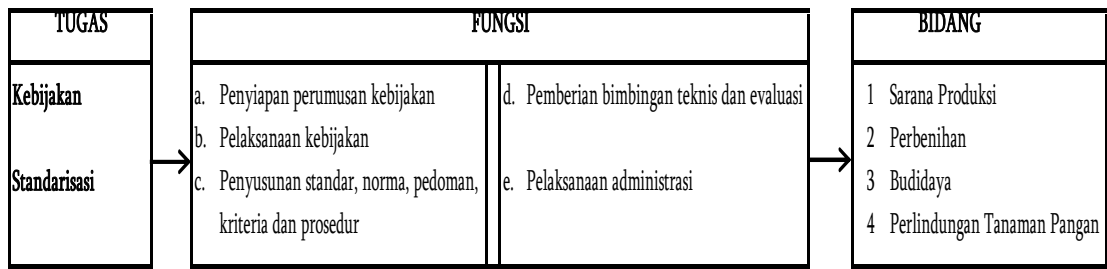 TUGAS
Kebijakan
Standarisasi
FUNGSI
a. Penyiapan perumusan kebijakan
b. Pelaksanaan kebijakan
c. Penyusunan standar, norma, pedoman,
kriteria dan prosedur
d. Pemberian bimbingan teknis dan evaluasi
e. Pelaksanaan administrasi
BIDANG
1 Sarana Produksi
2 Perbenihan
3 Budidaya
4 Perlindungan Tanaman Pangan